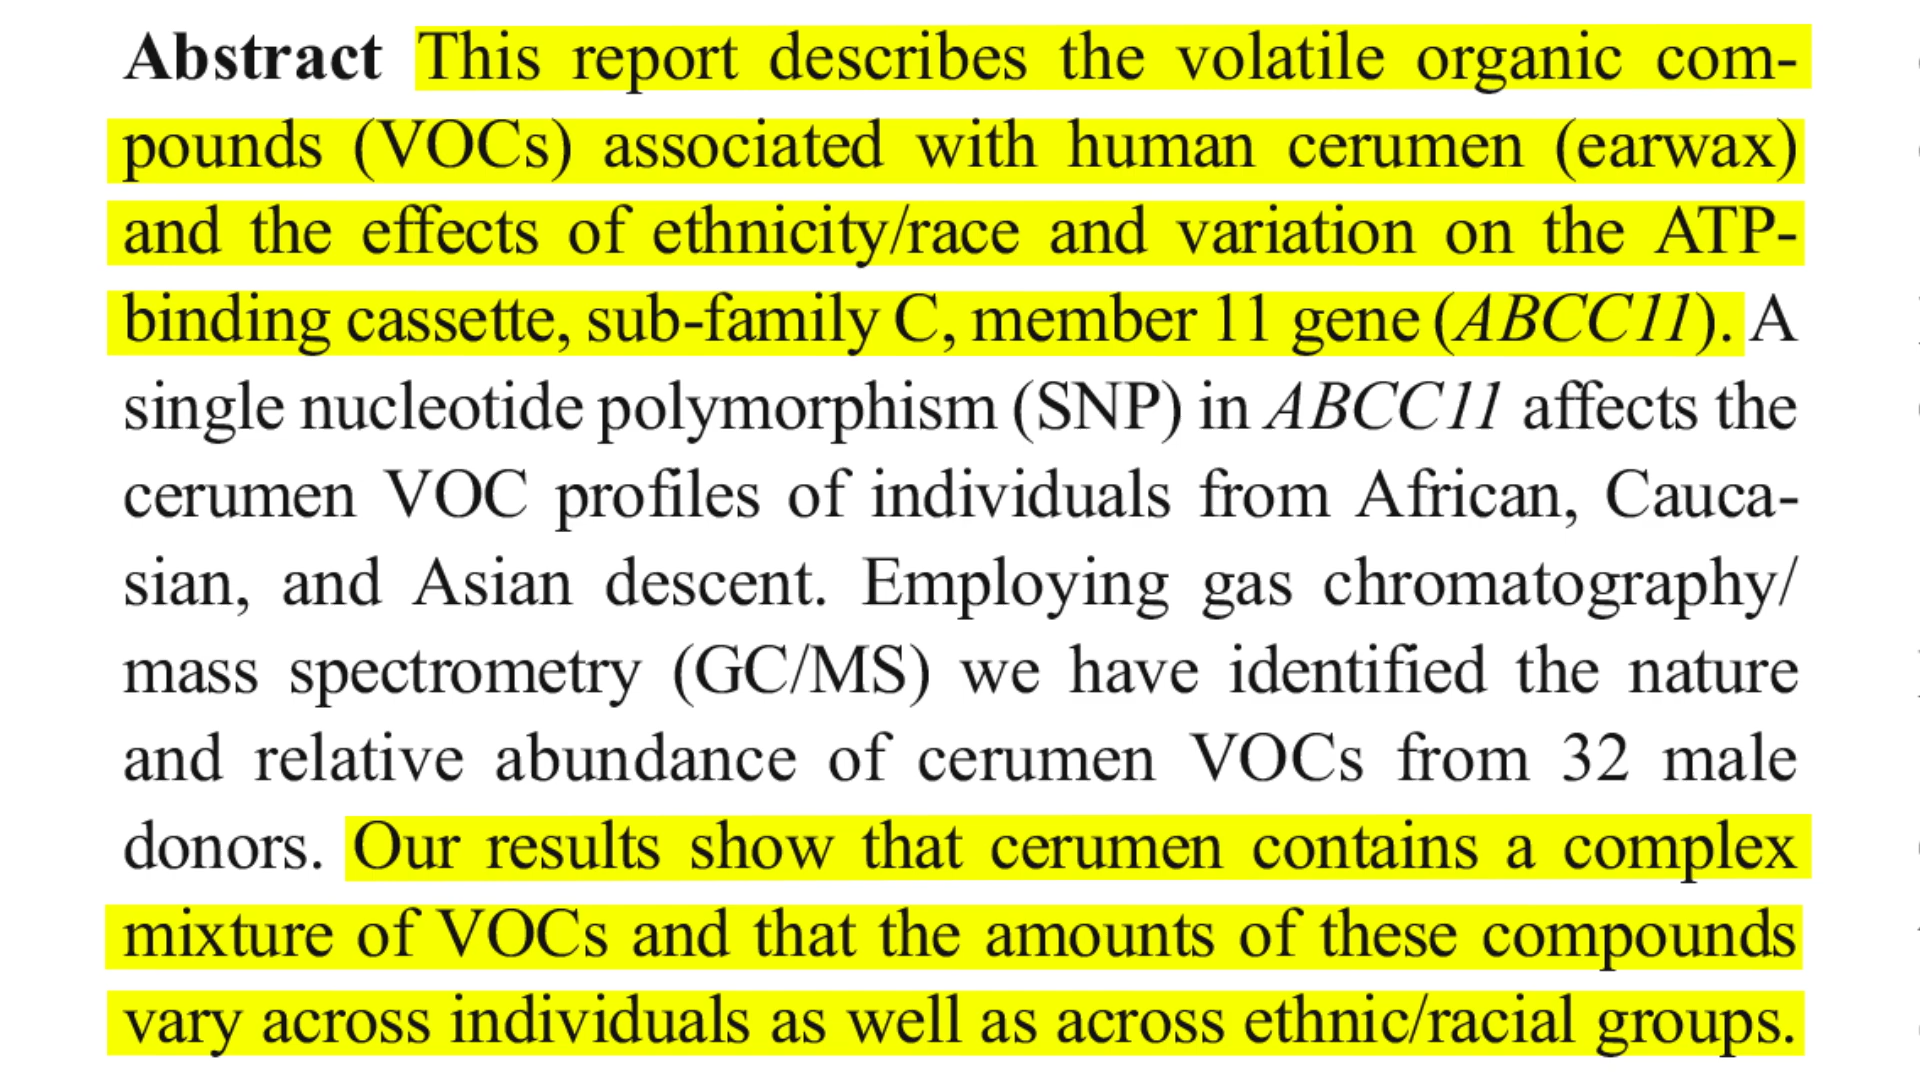 Abstract This report describes the volatile organic com-
pounds (VOCs) associated with human cerumen (earwax)
and the effects of ethnicity/race and variation on the ATP-
binding cassette, sub-family C, member 11 gene (ABCC11). A
single nucleotide polymorphism (SNP) in ABCC11 affects the
cerumen VOC profiles of individuals from African, Cauca-
sian, and Asian descent. Employing gas chromatography/
mass spectrometry (GC/MS) we have identified the nature
and relative abundance of cerumen VOCs from 32 male
donors. Our results show that cerumen contains a complex
mixture of VOCs and that the amounts of these compounds
vary across individuals as well as across ethnic/racial groups.